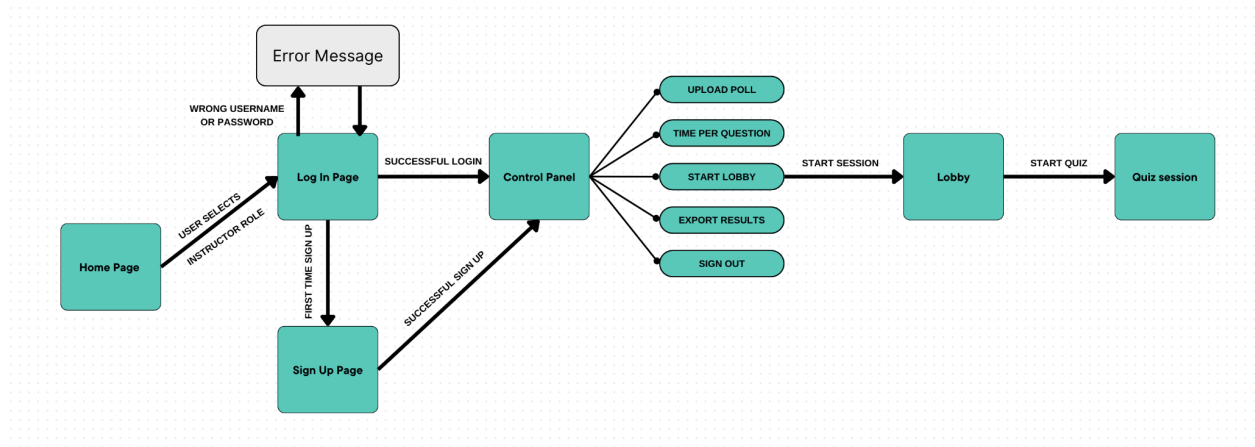 Error Message
WRONG USERNAME
OR PASSWORD
UPLOAD POLL
TIME PER QUESTION
Log In Page
SUCCESSFUL LOGIN
Control Panel
START LOBBY
START SESSION
Lobby
START QUIZ
Quiz session
USER SELECTS
INSTRUCTOR ROLE
Home Page
FIRST TIME SIGN UP
SUCCESSFUL SIGN UP
EXPORT RESULTS
SIGN OUT
Sign Up Page